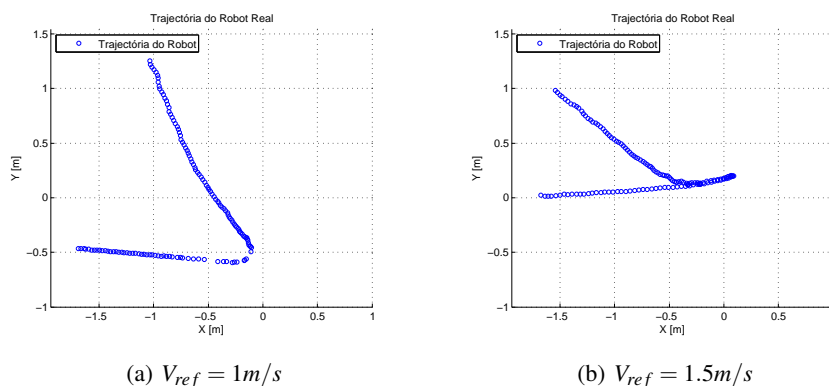 Trajectória do Robot Real
1.5
Trajectória do Robot
1
0.5
0
−0.5
−1
Y [m]
−1.5
−1
−0.5
0
0.5
1
X [m]
(a) V_ref = 1m/s
Trajectória do Robot Real
1.5
Trajectória do Robot
1
0.5
0
−0.5
−1
Y [m]
−1.5
−1
−0.5
0
0.5
X [m]
(b) V_ref = 1.5m/s